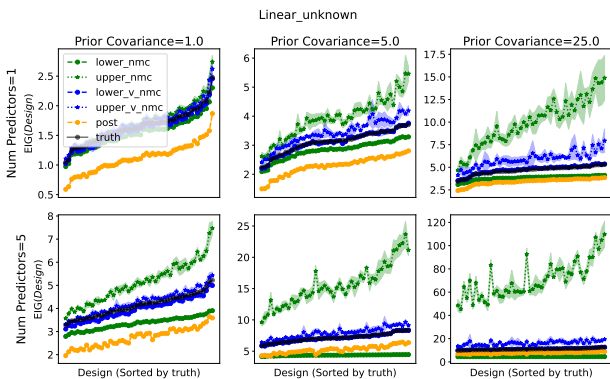 Linear_unknown
Prior Covariance=1.0
Prior Covariance=5.0
Prior Covariance=25.0
Num Predictors=1
EIG(Design)
2.5
2.0
1.5
1.0
0.5
lower_nmc
upper_nmc
lower_v_nmc
upper_v_nmc
post
truth
6
5
4
3
2
17.5
15.0
12.5
10.0
7.5
5.0
2.5
Num Predictors=5
EIG(Design)
8
7
6
5
4
3
2
25
20
15
10
5
100
80
60
40
20
0
Design (Sorted by truth)
Design (Sorted by truth)
Design (Sorted by truth)